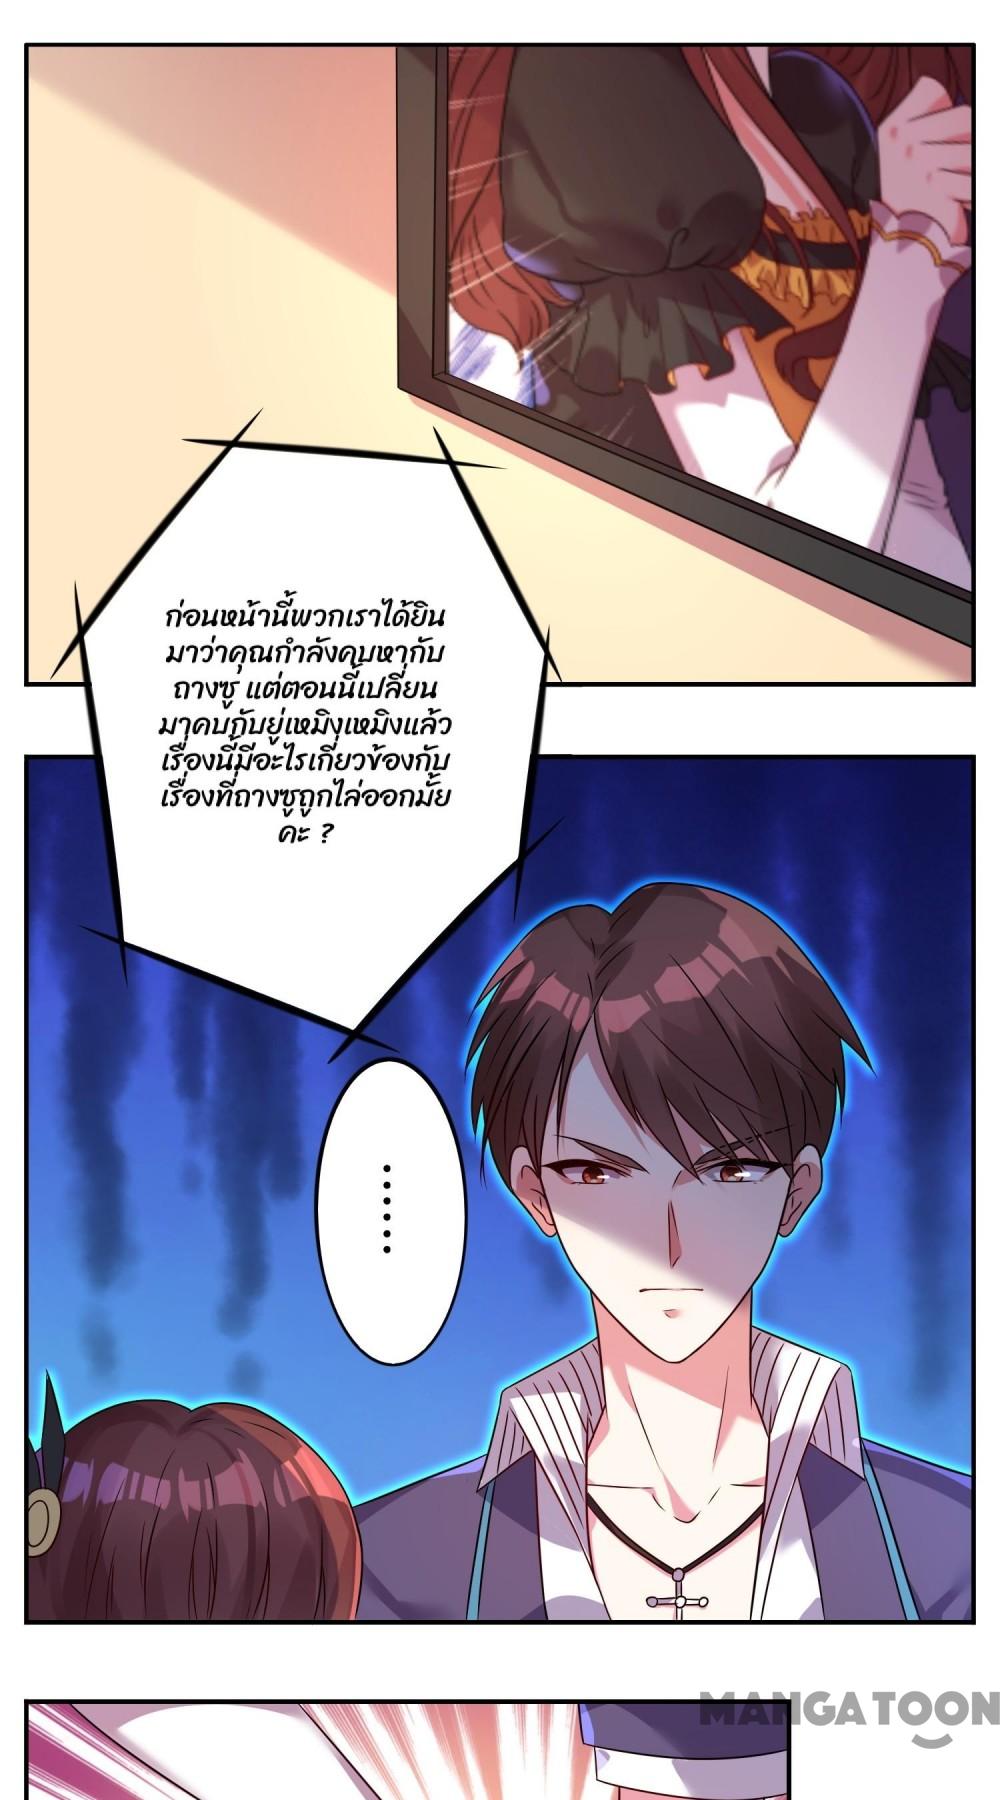 ก่อนหน้านี้พวกเราได้ยิน
มาว่าคุณกำลังคบหากับ
ถางซู แต่ตอนนี้เปลี่ยน
มาคบกับยู่เหมิงเหมิงแล้ว
เรื่องนี้มีอะไรเกี่ยวข้องกับ
เรื่องที่ถางซูถูกไล่ออกมั้ย
คะ ?
......
MANGATOON